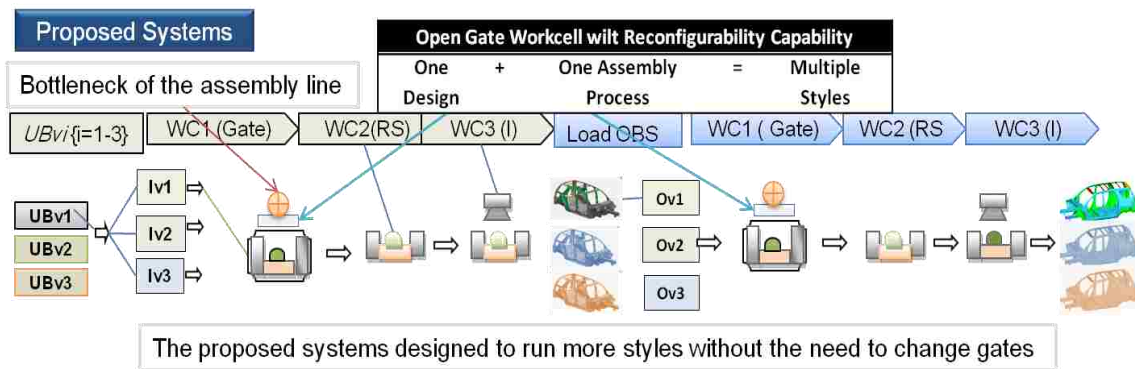 Proposed Systems
Open Gate Workcell wilt Reconfigurability Capability
One + One Assembly = Multiple
Design Process Styles
Bottleneck of the assembly line
UBvi{i=1-3} WC1 (Gate) WC2(RS) WC3 (I) Load OBS WC1 ( Gate) WC2 (RS WC3 (I)
Iv1
Iv2
Iv3
UBv1
UBv2
UBv3
Ov1
Ov2
Ov3
The proposed systems designed to run more styles without the need to change gates